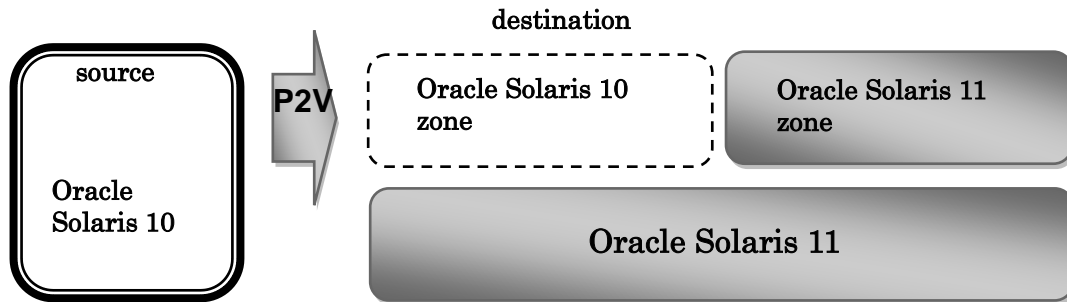 destination
source
P2V
Oracle Solaris 10
zone
Oracle Solaris 11
zone
Oracle
Solaris 10
Oracle Solaris 11